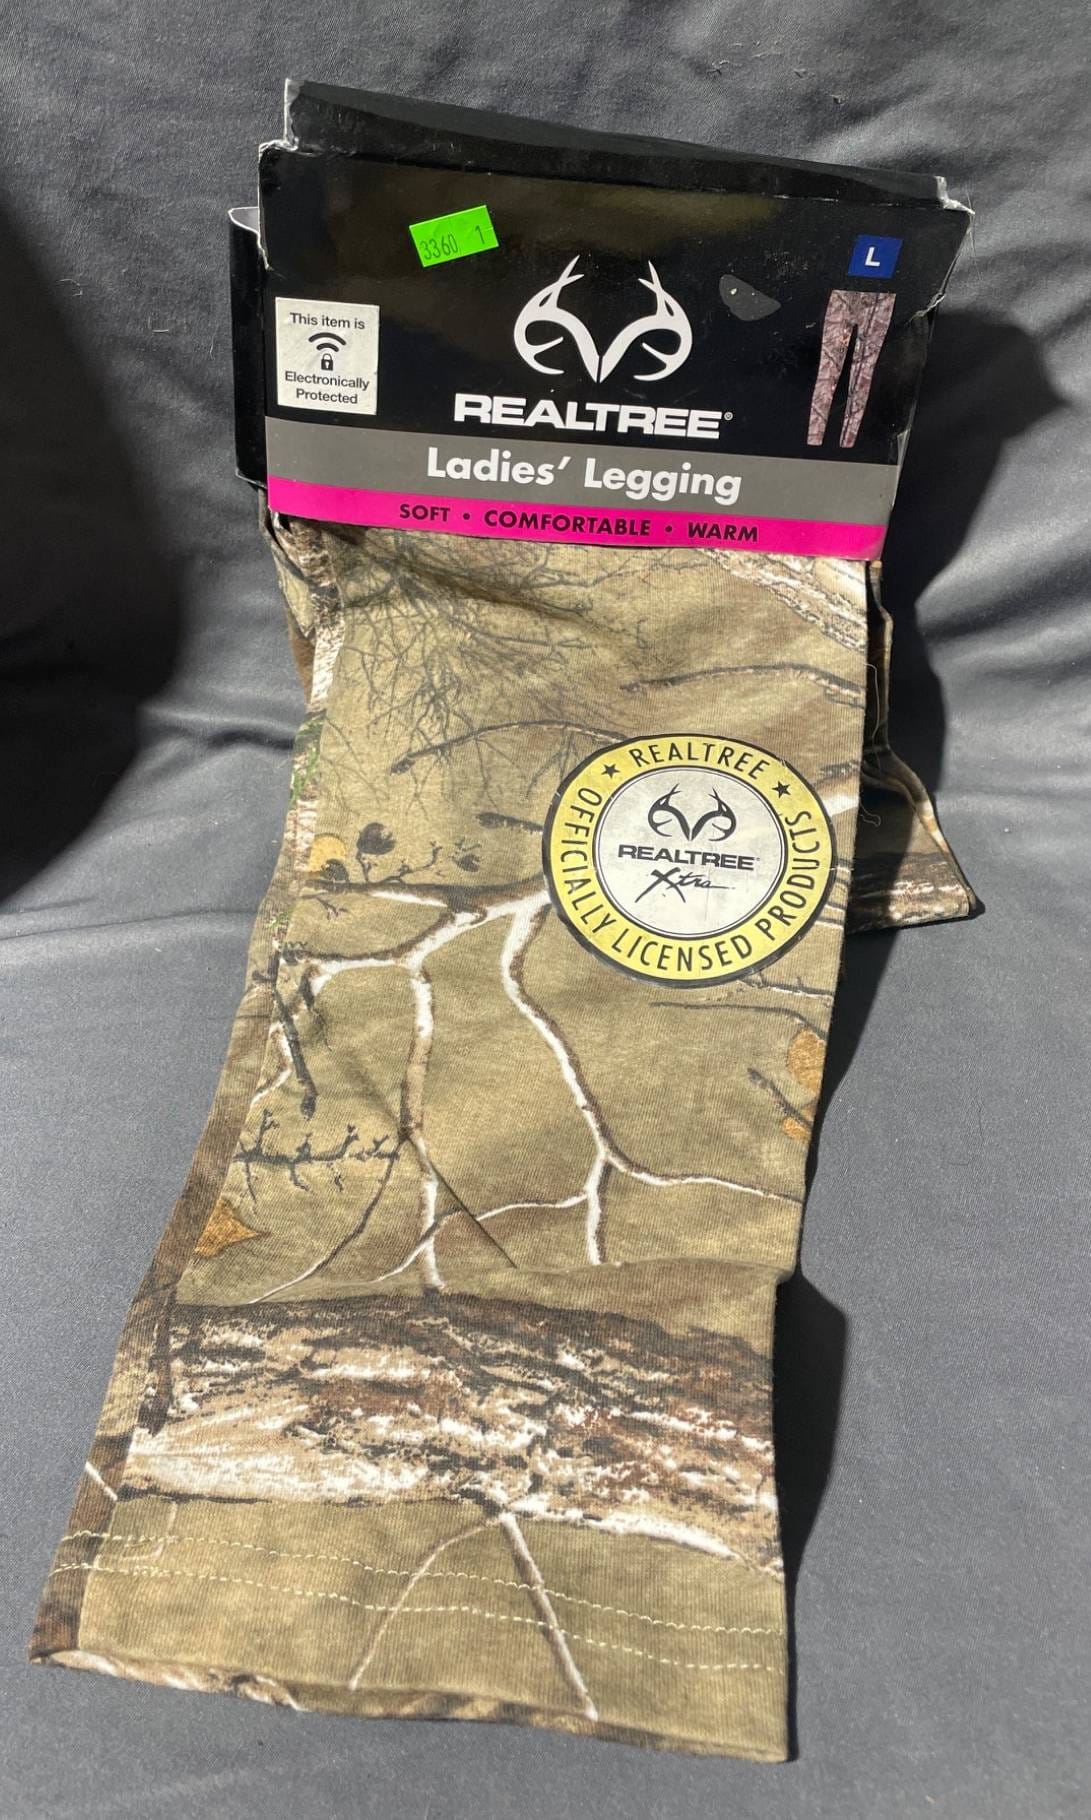 3360 1
L
This item is
Electronically
Protected
REALTREE®
Ladies' Legging
SOFT • COMFORTABLE • WARM
★ REALTREE ★
OFFICIALLY LICENSED PRODUCTS
REALTREE®
Xtra